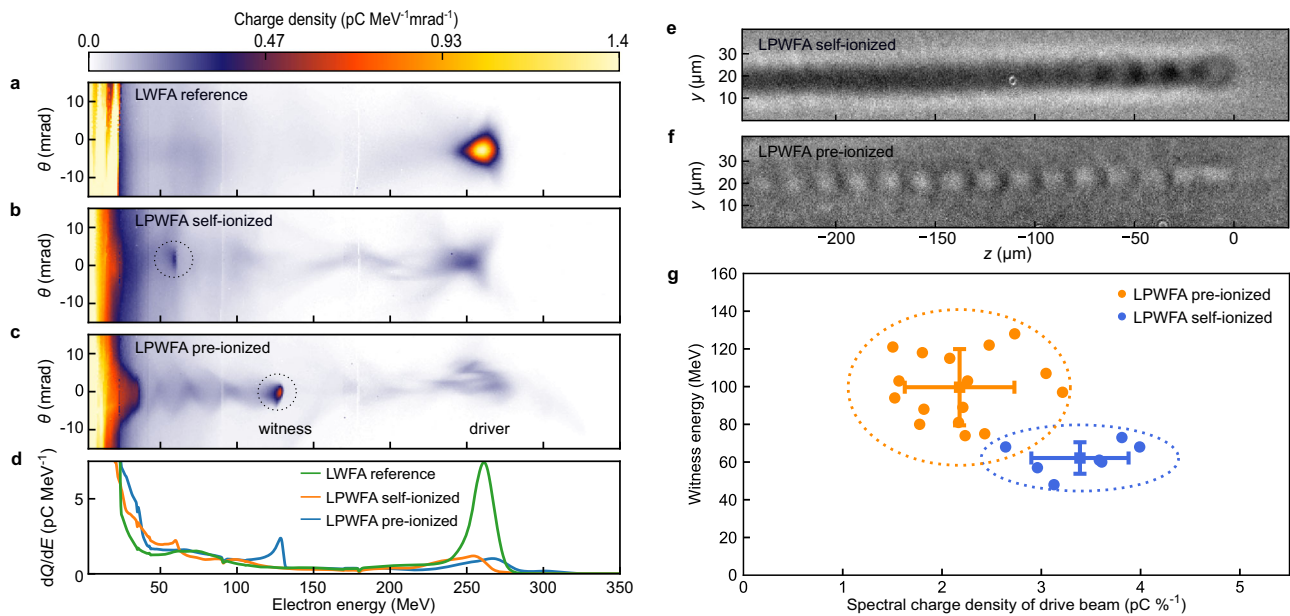 Charge density (pC MeV⁻¹mrad⁻¹)
0.0 0.47 0.93 1.4
a
LWFA reference
θ (mrad)
10
0
-10
b
LPWFA self-ionized
θ (mrad)
10
0
-10
c
LPWFA pre-ionized
θ (mrad)
10
0
-10
witness driver
d
dQ/dE (pC MeV⁻¹)
5
0
LWFA reference
LPWFA self-ionized
LPWFA pre-ionized
50 100 150 200 250 300 350
Electron energy (MeV)
e
LPWFA self-ionized
y (µm)
30
20
10
f
LPWFA pre-ionized
y (µm)
30
20
10
−200 −150 −100 −50 0
z (µm)
g
Witness energy (MeV)
160
140
120
100
80
60
40
20
0
LPWFA pre-ionized
LPWFA self-ionized
0 1 2 3 4 5
Spectral charge density of drive beam (pC %⁻¹)